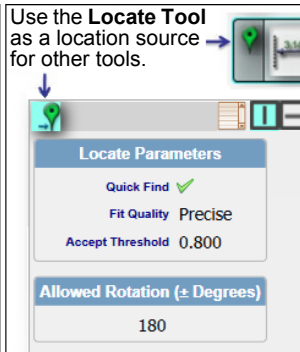 Use the Locate Tool
as a location source
for other tools.
Locate Parameters
Quick Find
Fit Quality Precise
Accept Threshold 0.800
Allowed Rotation (± Degrees)
180